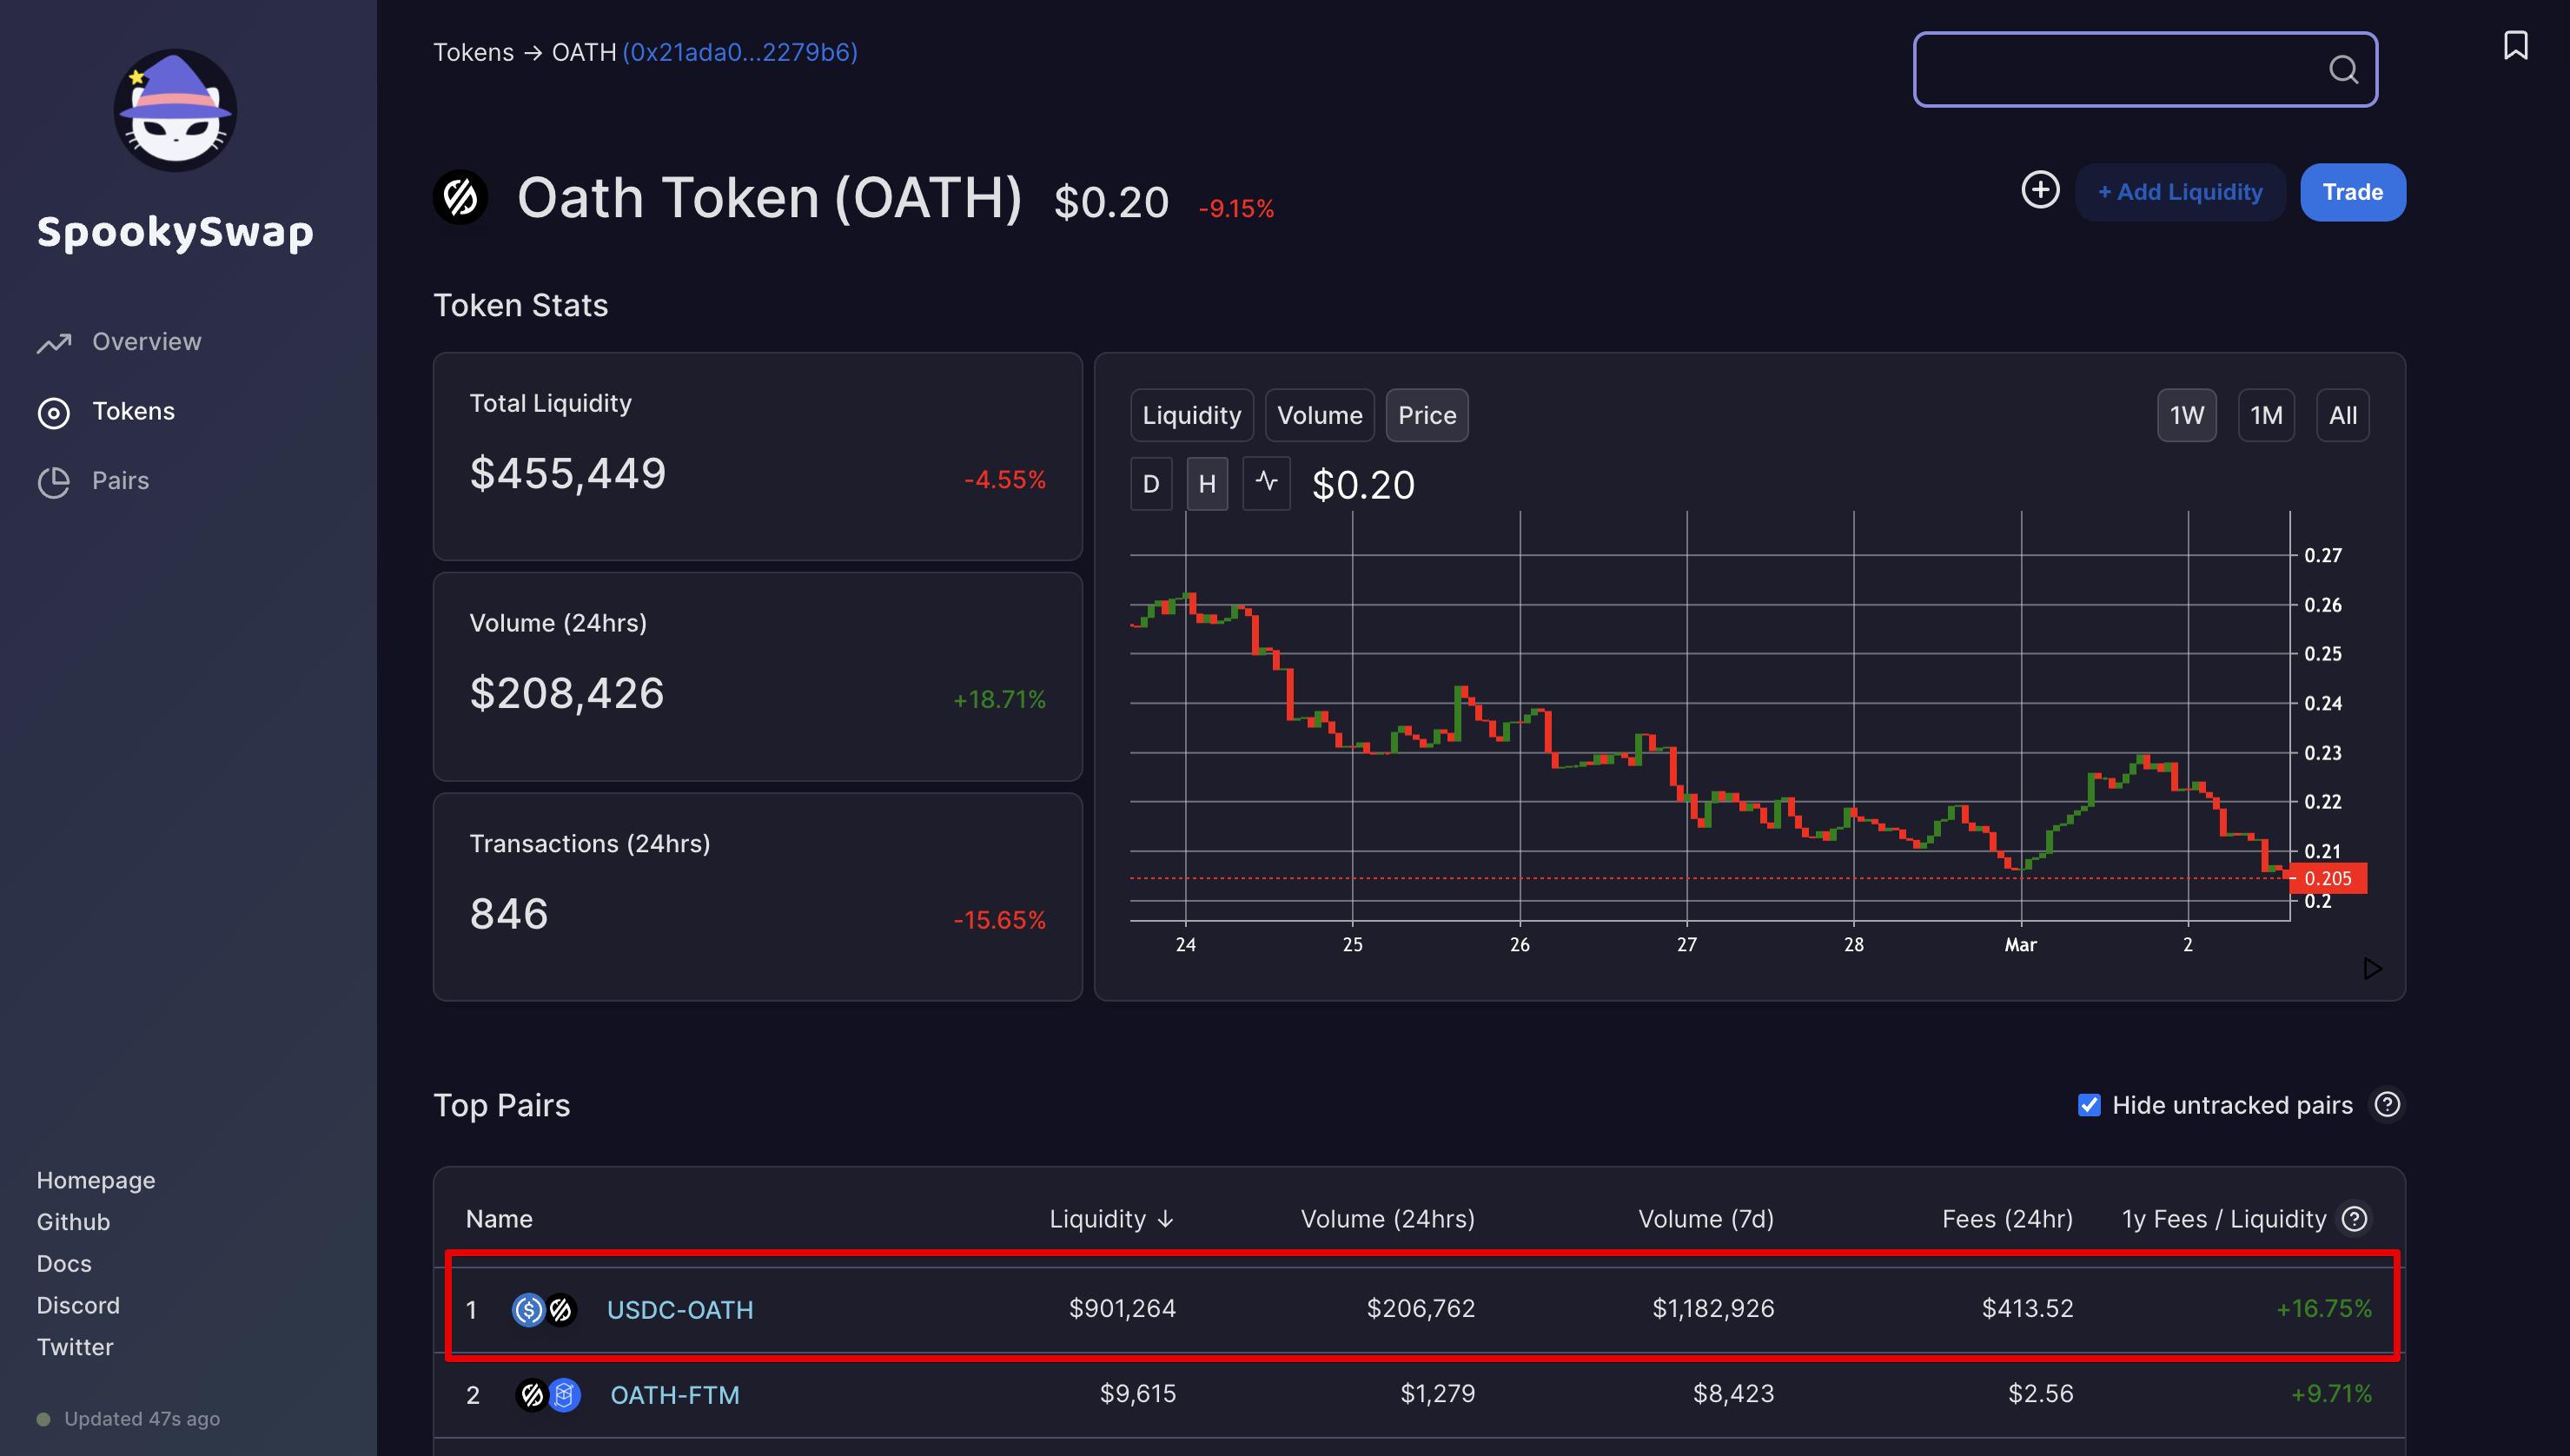 SpookySwap
Overview
Tokens
Pairs
Homepage
Github
Docs
Discord
Twitter
Updated 47s ago
Tokens → OATH (0x21ada0...2279b6)
Oath Token (OATH) $0.20 -9.15%
+ Add Liquidity
Trade
Token Stats
Total Liquidity
$455,449 -4.55%
Volume (24hrs)
$208,426 +18.71%
Transactions (24hrs)
846 -15.65%
Liquidity Volume Price 1W 1M All
D H $0.20
0.27
0.26
0.25
0.24
0.23
0.22
0.21
0.205
0.2
24 25 26 27 28 Mar 2
Top Pairs
Hide untracked pairs ?
Name Liquidity ↓ Volume (24hrs) Volume (7d) Fees (24hr) 1y Fees / Liquidity ?
1 USDC-OATH $901,264 $206,762 $1,182,926 $413.52 +16.75%
2 OATH-FTM $9,615 $1,279 $8,423 $2.56 +9.71%